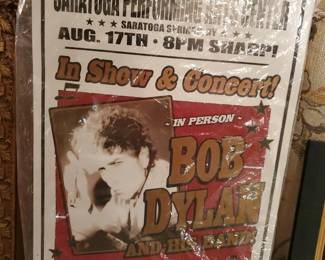 SARATOGA PERFORMING ARTS CENTER
SARATOGA SPRINGS, NY
AUG. 17TH · 8PM SHARP!
In Show & Concert!
IN PERSON
BOB
DYLAN
AND HIS BAND